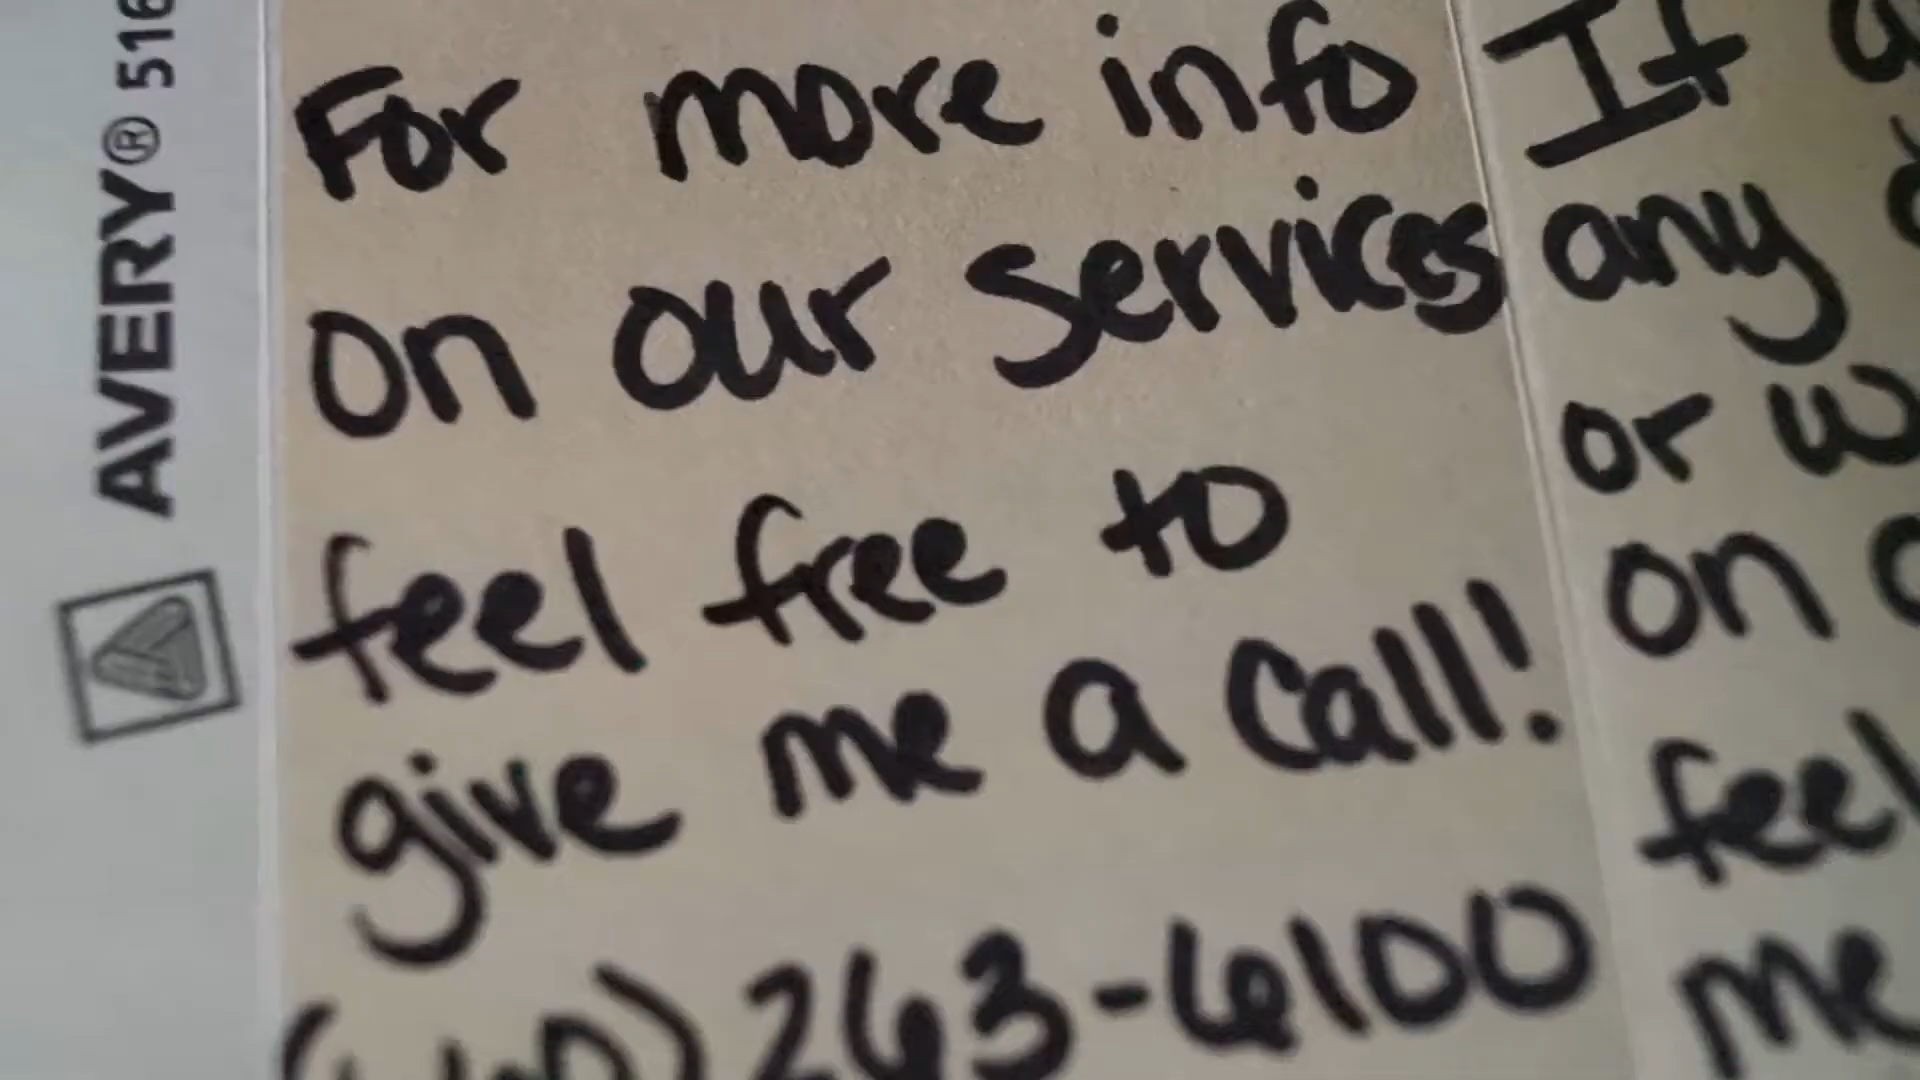 AVERY® 516
For more info
on our services
feel free to
give me a call!
263-6100
If
any
or
on
feel
me